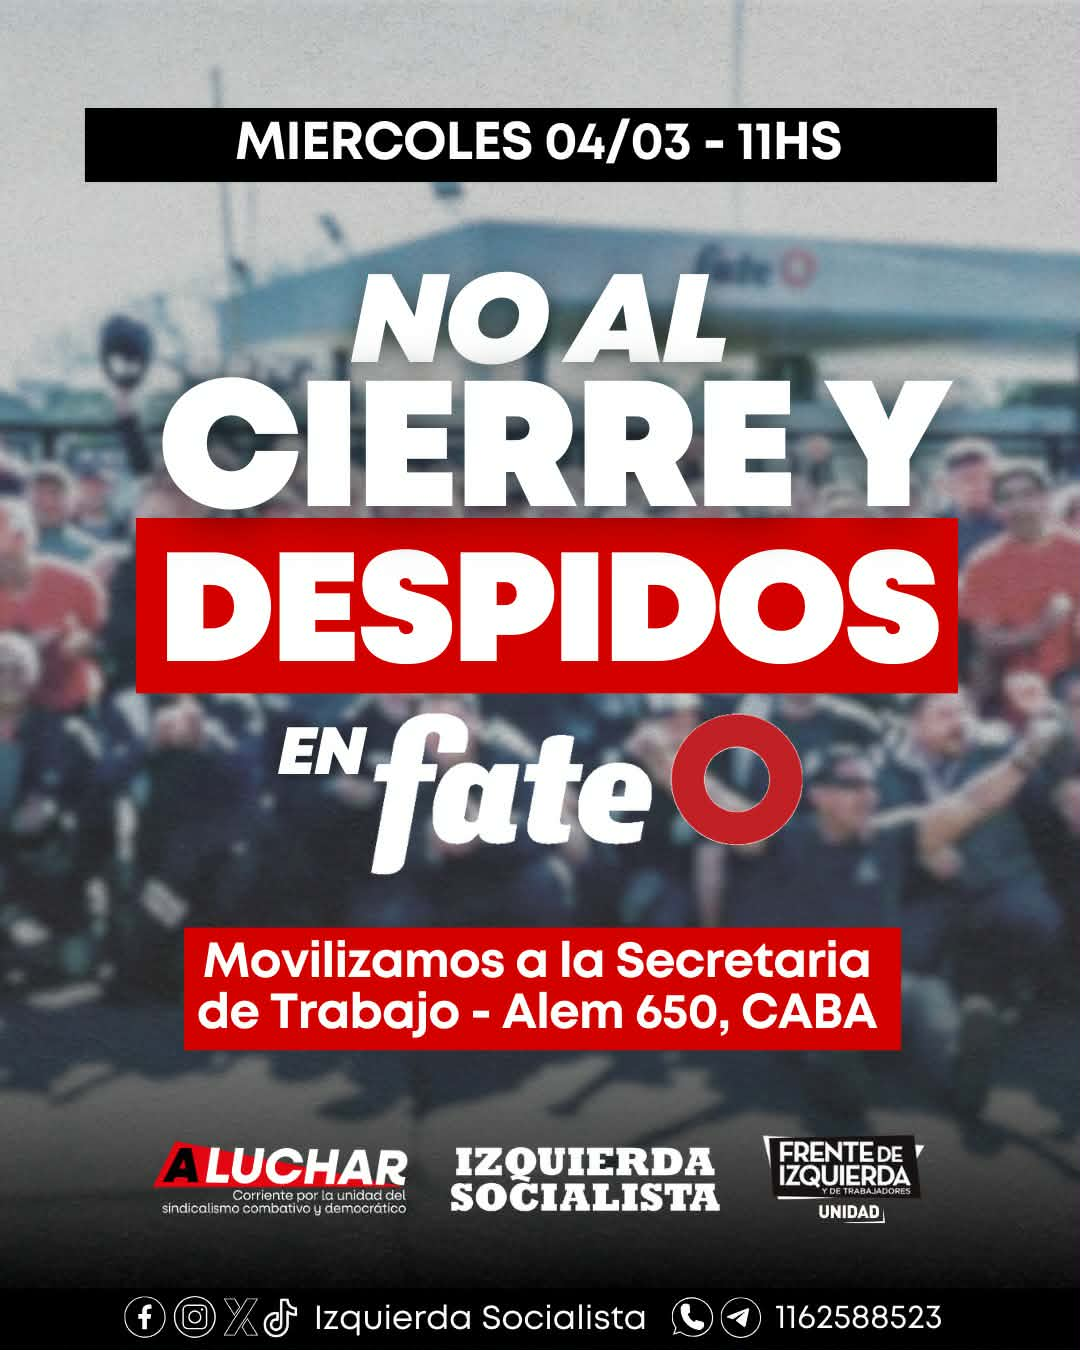 MIERCOLES 04/03 - 11HS
fate O
NO AL
CIERRE Y
DESPIDOS
EN fate O
Movilizamos a la Secretaria
de Trabajo - Alem 650, CABA
A LUCHAR
Corriente por la unidad del
sindicalismo combativo y democrático
IZQUIERDA
SOCIALISTA
FRENTE DE
IZQUIERDA
Y DE TRABAJADORES
UNIDAD
Izquierda Socialista 1162588523